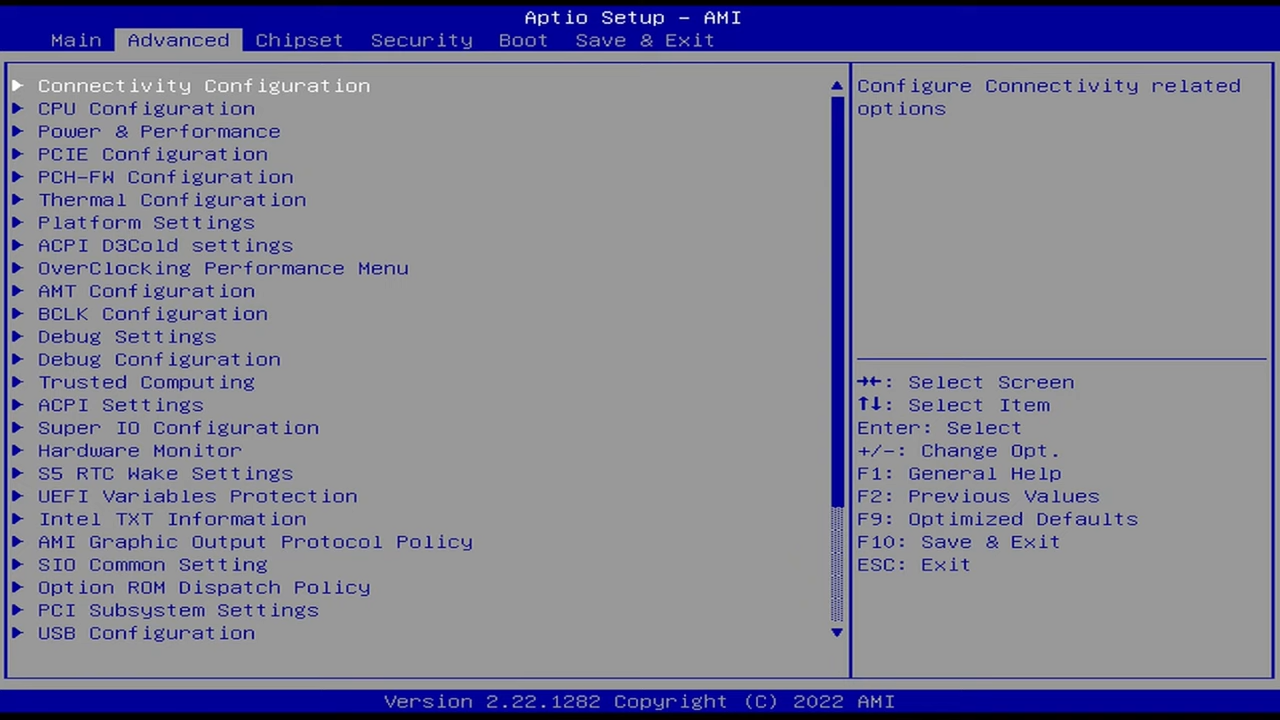 Aptio Setup – AMI
Main Advanced Chipset Security Boot Save & Exit
Connectivity Configuration
CPU Configuration
Power & Performance
PCIE Configuration
PCH-FW Configuration
Thermal Configuration
Platform Settings
ACPI D3Cold settings
OverClocking Performance Menu
AMT Configuration
BCLK Configuration
Debug Settings
Debug Configuration
Trusted Computing
ACPI Settings
Super IO Configuration
Hardware Monitor
S5 RTC Wake Settings
UEFI Variables Protection
Intel TXT Information
AMI Graphic Output Protocol Policy
SIO Common Setting
Option ROM Dispatch Policy
PCI Subsystem Settings
USB Configuration
Configure Connectivity related
options
→←: Select Screen
↑↓: Select Item
Enter: Select
+/-: Change Opt.
F1: General Help
F2: Previous Values
F9: Optimized Defaults
F10: Save & Exit
ESC: Exit
Version 2.22.1282 Copyright (C) 2022 AMI